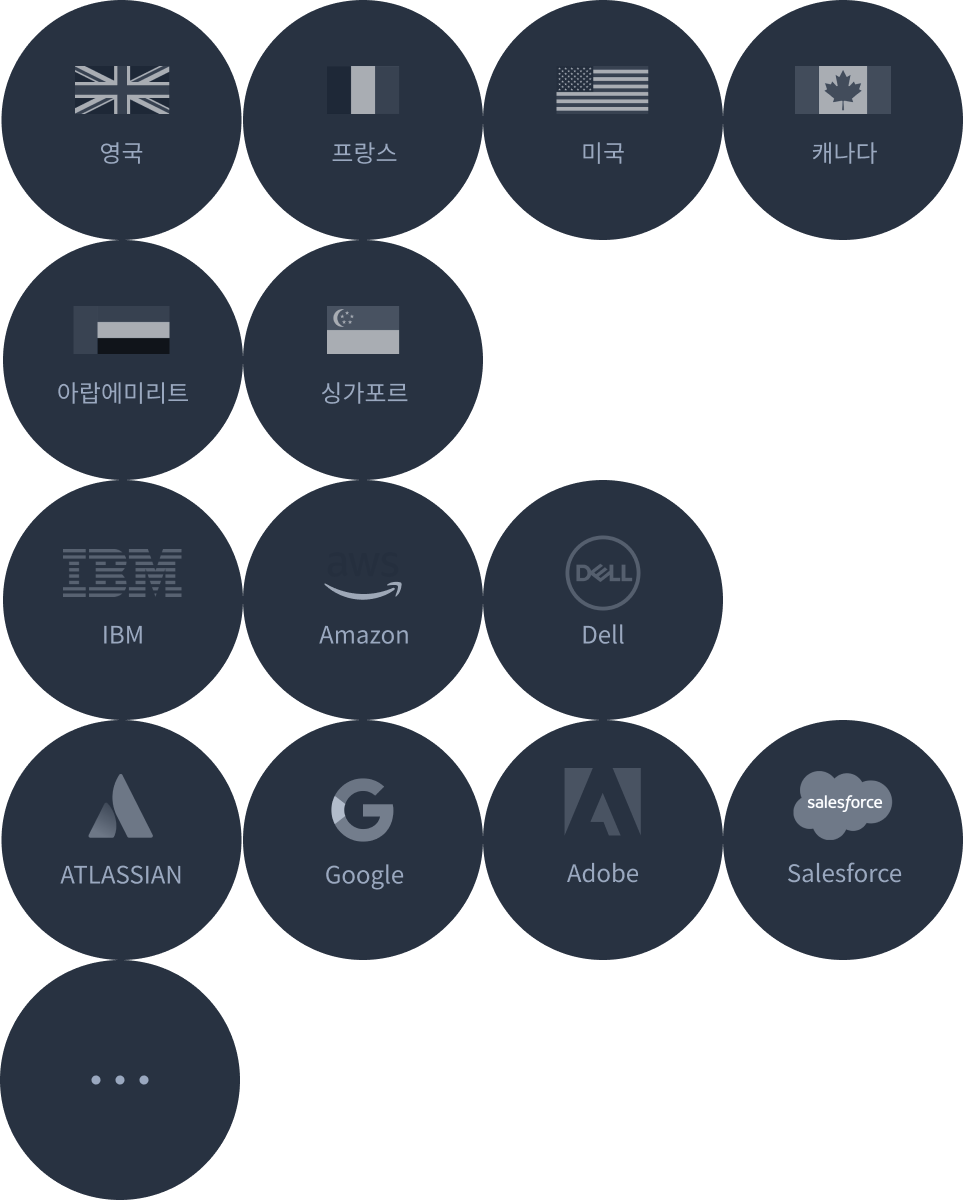 영국
프랑스
미국
캐나다
아랍에미리트
싱가포르
IBM
IBM
aws
Amazon
DELL
Dell
ATLASSIAN
G
Google
Adobe
salesforce
Salesforce
...